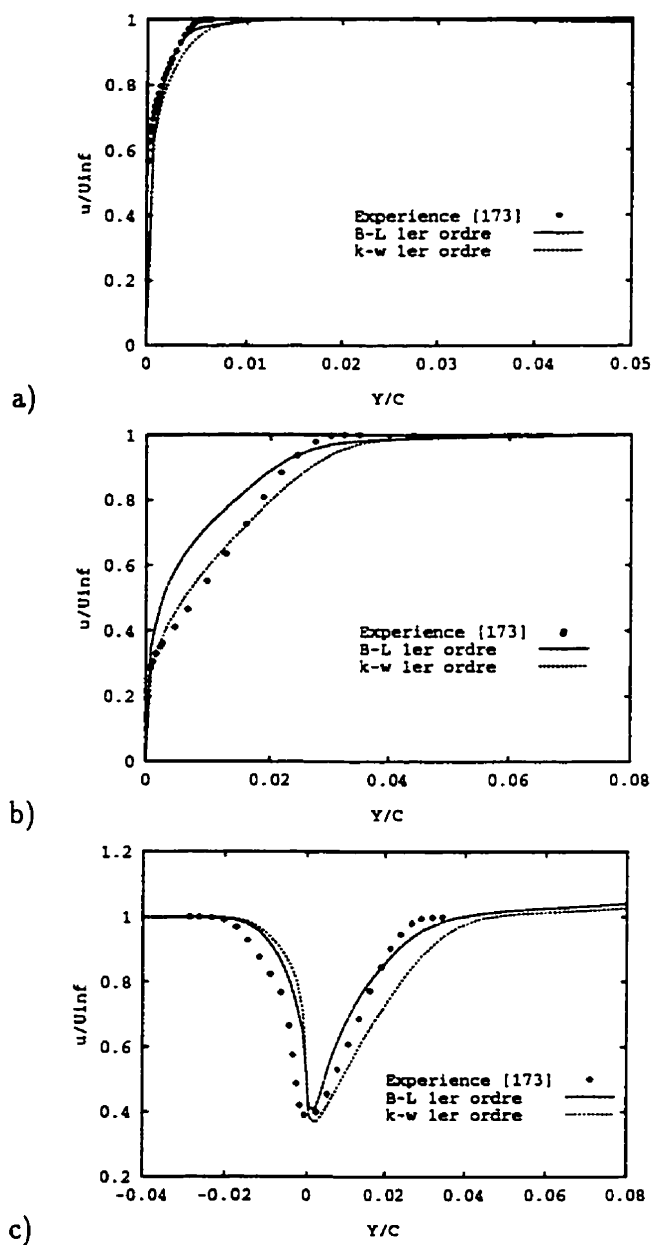 1
0.8
0.6
0.4
0.2
0
u/Uinf
Experience [173]
B-L 1er ordre
k-w 1er ordre
0 0.01 0.02 0.03 0.04 0.05
Y/C
a)
1
0.8
0.6
0.4
0.2
0
u/Uinf
Experience [173]
B-L 1er ordre
k-w 1er ordre
0 0.02 0.04 0.06 0.08
Y/C
b)
1.2
1
0.8
0.6
0.4
0.2
u/Uinf
Experience [173]
B-L 1er ordre
k-w 1er ordre
-0.04 -0.02 0 0.02 0.04 0.06 0.08
Y/C
c)